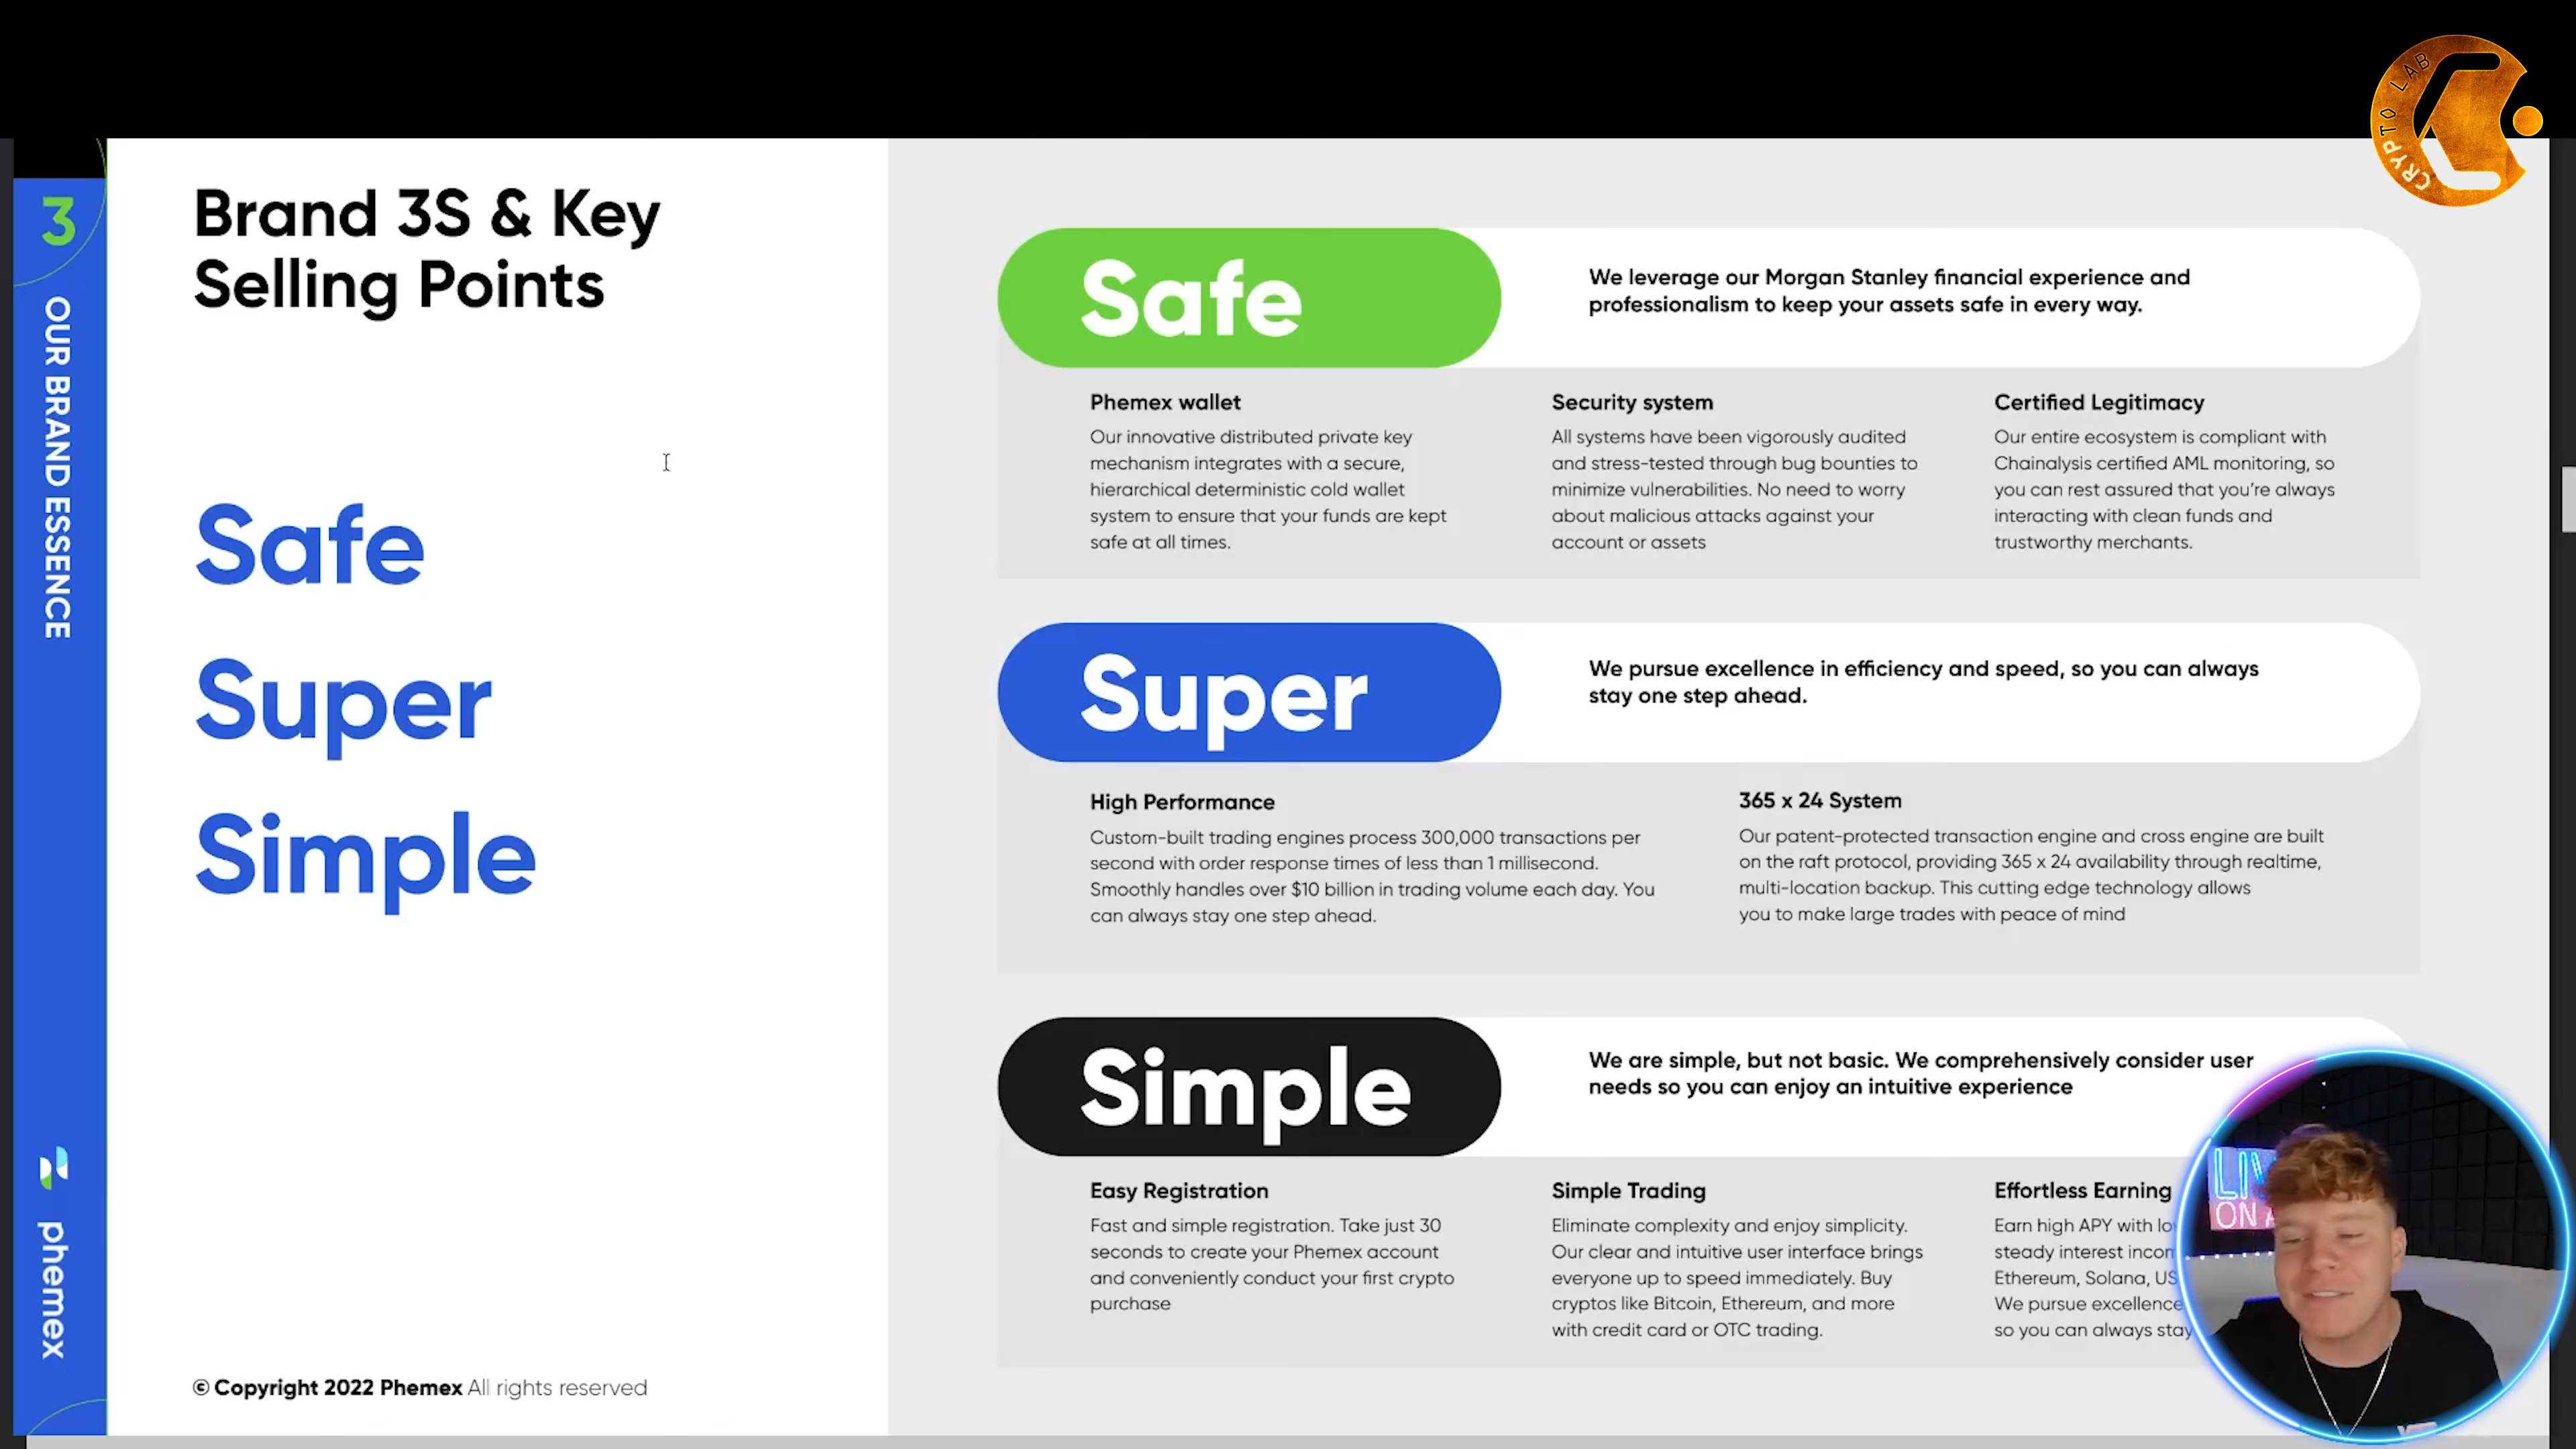 CRYPTO LAB
3
OUR BRAND ESSENCE
phemex
Brand 3S & Key
Selling Points
Safe
Super
Simple
© Copyright 2022 Phemex All rights reserved
Safe
We leverage our Morgan Stanley financial experience and
professionalism to keep your assets safe in every way.
Phemex wallet
Our innovative distributed private key
mechanism integrates with a secure,
hierarchical deterministic cold wallet
system to ensure that your funds are kept
safe at all times.
Security system
All systems have been vigorously audited
and stress-tested through bug bounties to
minimize vulnerabilities. No need to worry
about malicious attacks against your
account or assets
Certified Legitimacy
Our entire ecosystem is compliant with
Chainalysis certified AML monitoring, so
you can rest assured that you're always
interacting with clean funds and
trustworthy merchants.
Super
We pursue excellence in efficiency and speed, so you can always
stay one step ahead.
High Performance
Custom-built trading engines process 300,000 transactions per
second with order response times of less than 1 millisecond.
Smoothly handles over $10 billion in trading volume each day. You
can always stay one step ahead.
365 x 24 System
Our patent-protected transaction engine and cross engine are built
on the raft protocol, providing 365 x 24 availability through realtime,
multi-location backup. This cutting edge technology allows
you to make large trades with peace of mind
Simple
We are simple, but not basic. We comprehensively consider user
needs so you can enjoy an intuitive experience
Easy Registration
Fast and simple registration. Take just 30
seconds to create your Phemex account
and conveniently conduct your first crypto
purchase
Simple Trading
Eliminate complexity and enjoy simplicity.
Our clear and intuitive user interface brings
everyone up to speed immediately. Buy
cryptos like Bitcoin, Ethereum, and more
with credit card or OTC trading.
Effortless Earning
Earn high APY with
steady interest
Ethereum, Solana,
We pursue excellence
so you can always stay
ON